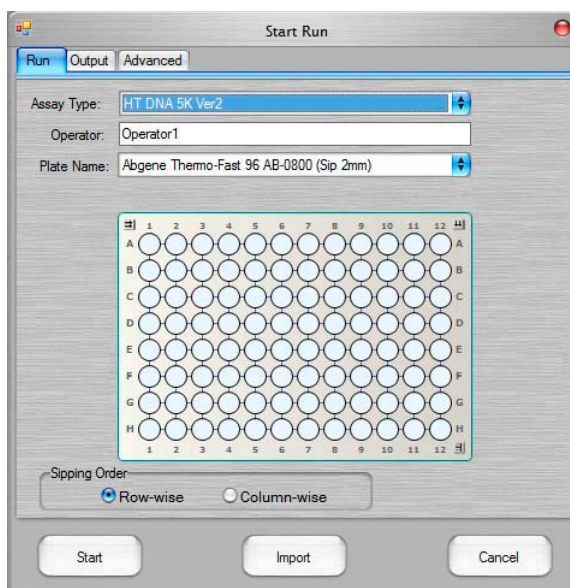 Start Run
Run Output Advanced
Assay Type: HT DNA 5K Ver2
Operator: Operator1
Plate Name: Abgene Thermo-Fast 96 AB-0800 (Sip 2mm)
1 2 3 4 5 6 7 8 9 10 11 12
A A
B B
C C
D D
E E
F F
G G
H H
1 2 3 4 5 6 7 8 9 10 11 12
Sipping Order
Row-wise Column-wise
Start Import Cancel